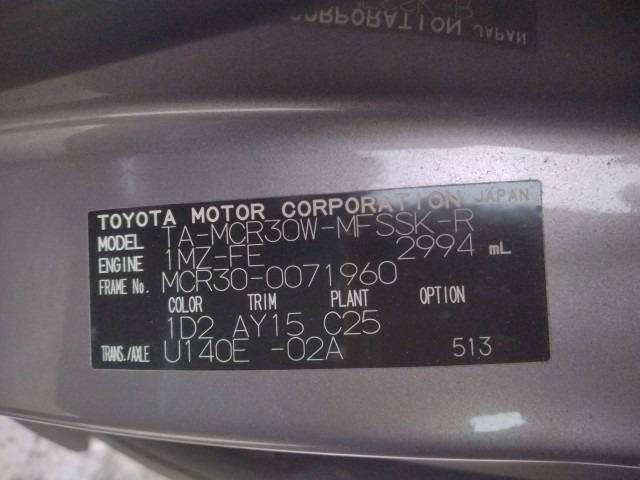 CORPORATION JAPAN
TOYOTA MOTOR CORPORATION JAPAN
MODEL TA-MCR30W-MFSSK-R
ENGINE 1MZ-FE 2994 mL
FRAME No. MCR30-0071960
COLOR TRIM PLANT OPTION
1D2 AY15 C25
TRANS./AXLE U140E -02A 513